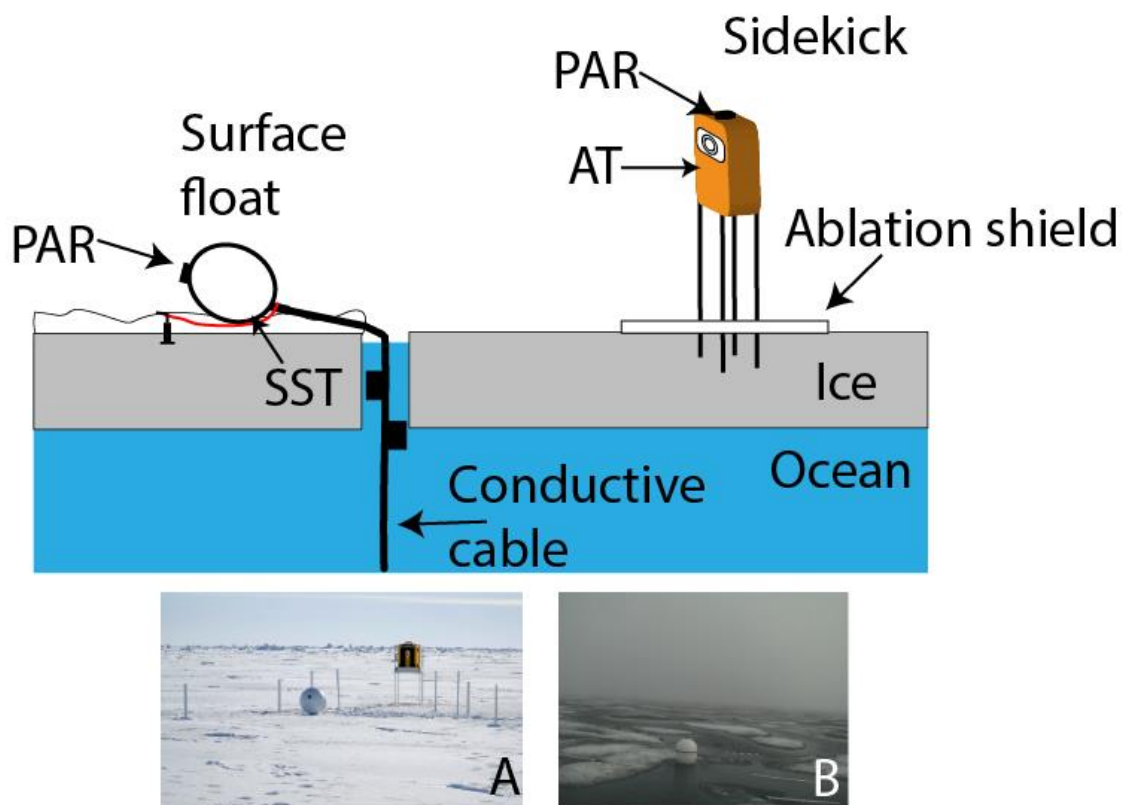 Sidekick
PAR
Surface
float
AT
PAR
Ablation shield
SST
Ice
Ocean
Conductive
cable
A
B